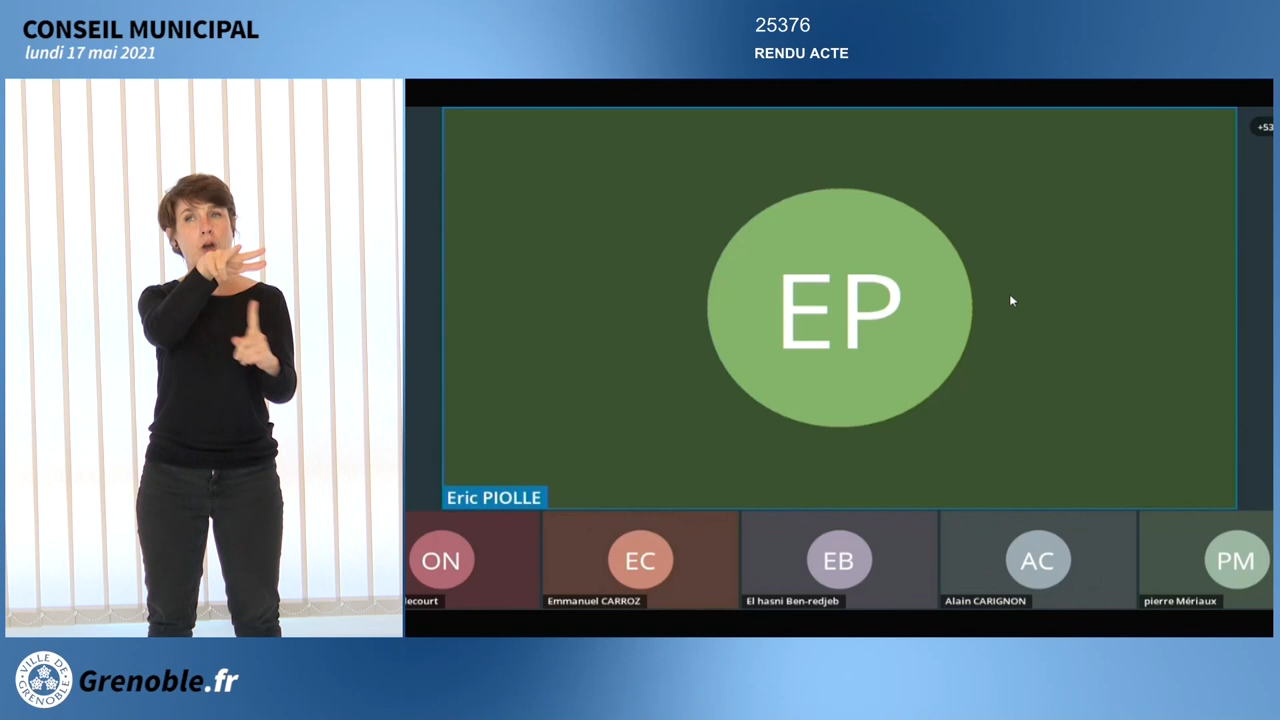 CONSEIL MUNICIPAL
lundi 17 mai 2021
25376
RENDU ACTE
+53
EP
Eric PIOLLE
ON
EC
EB
AC
PM
lecourt
Emmanuel CARROZ
El hasni Ben-redjeb
Alain CARIGNON
pierre Mériaux
VILLE DE GRENOBLE
Grenoble.fr